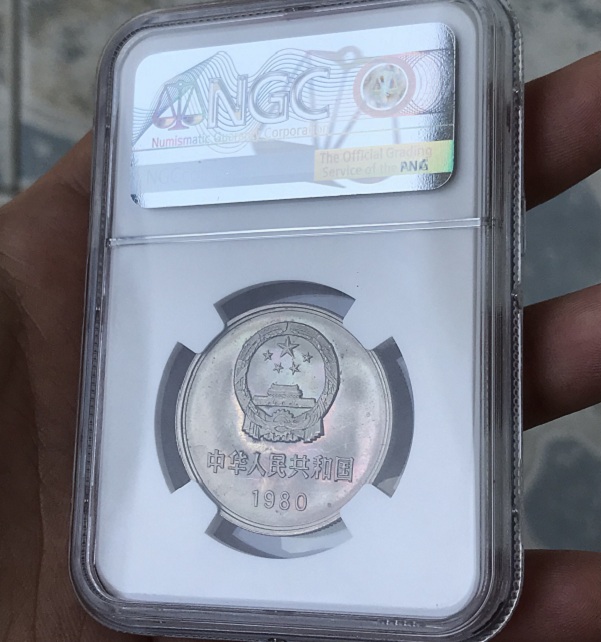 NGC
Numismatic Guaranty Corporation
The Official Grading
Service of the ANA
中华人民共和国
1980